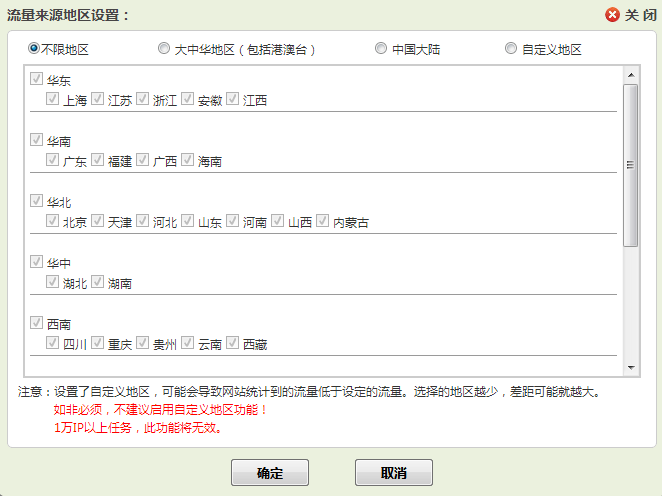 流量来源地区设置：
关 闭
不限地区 大中华地区（包括港澳台） 中国大陆 自定义地区
华东
上海 江苏 浙江 安徽 江西
华南
广东 福建 广西 海南
华北
北京 天津 河北 山东 河南 山西 内蒙古
华中
湖北 湖南
西南
四川 重庆 贵州 云南 西藏
注意：设置了自定义地区，可能会导致网站统计到的流量低于设定的流量。选择的地区越少，差距可能就越大。
如非必须，不建议启用自定义地区功能！
1万IP以上任务，此功能将无效。
确定 取消